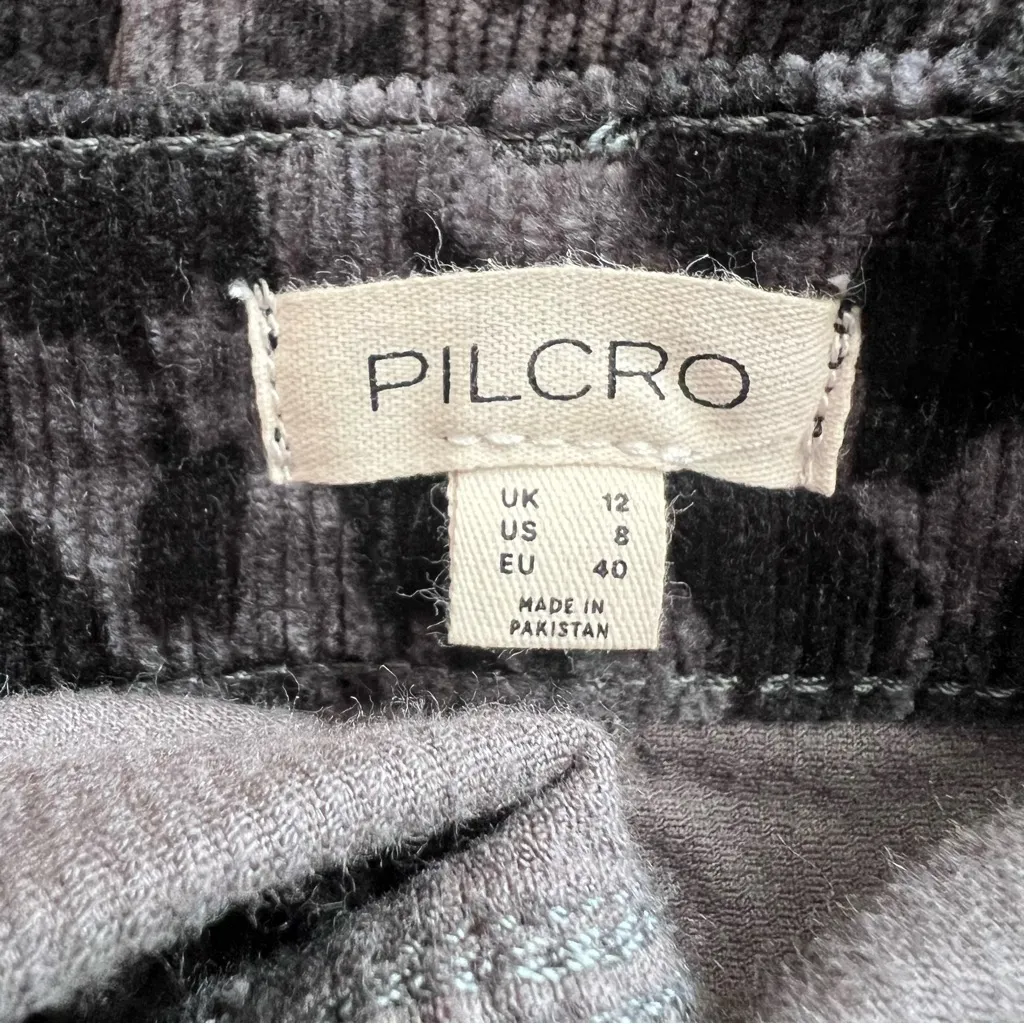 PILCRO
UK 12
US 8
EU 40
MADE IN
PAKISTAN